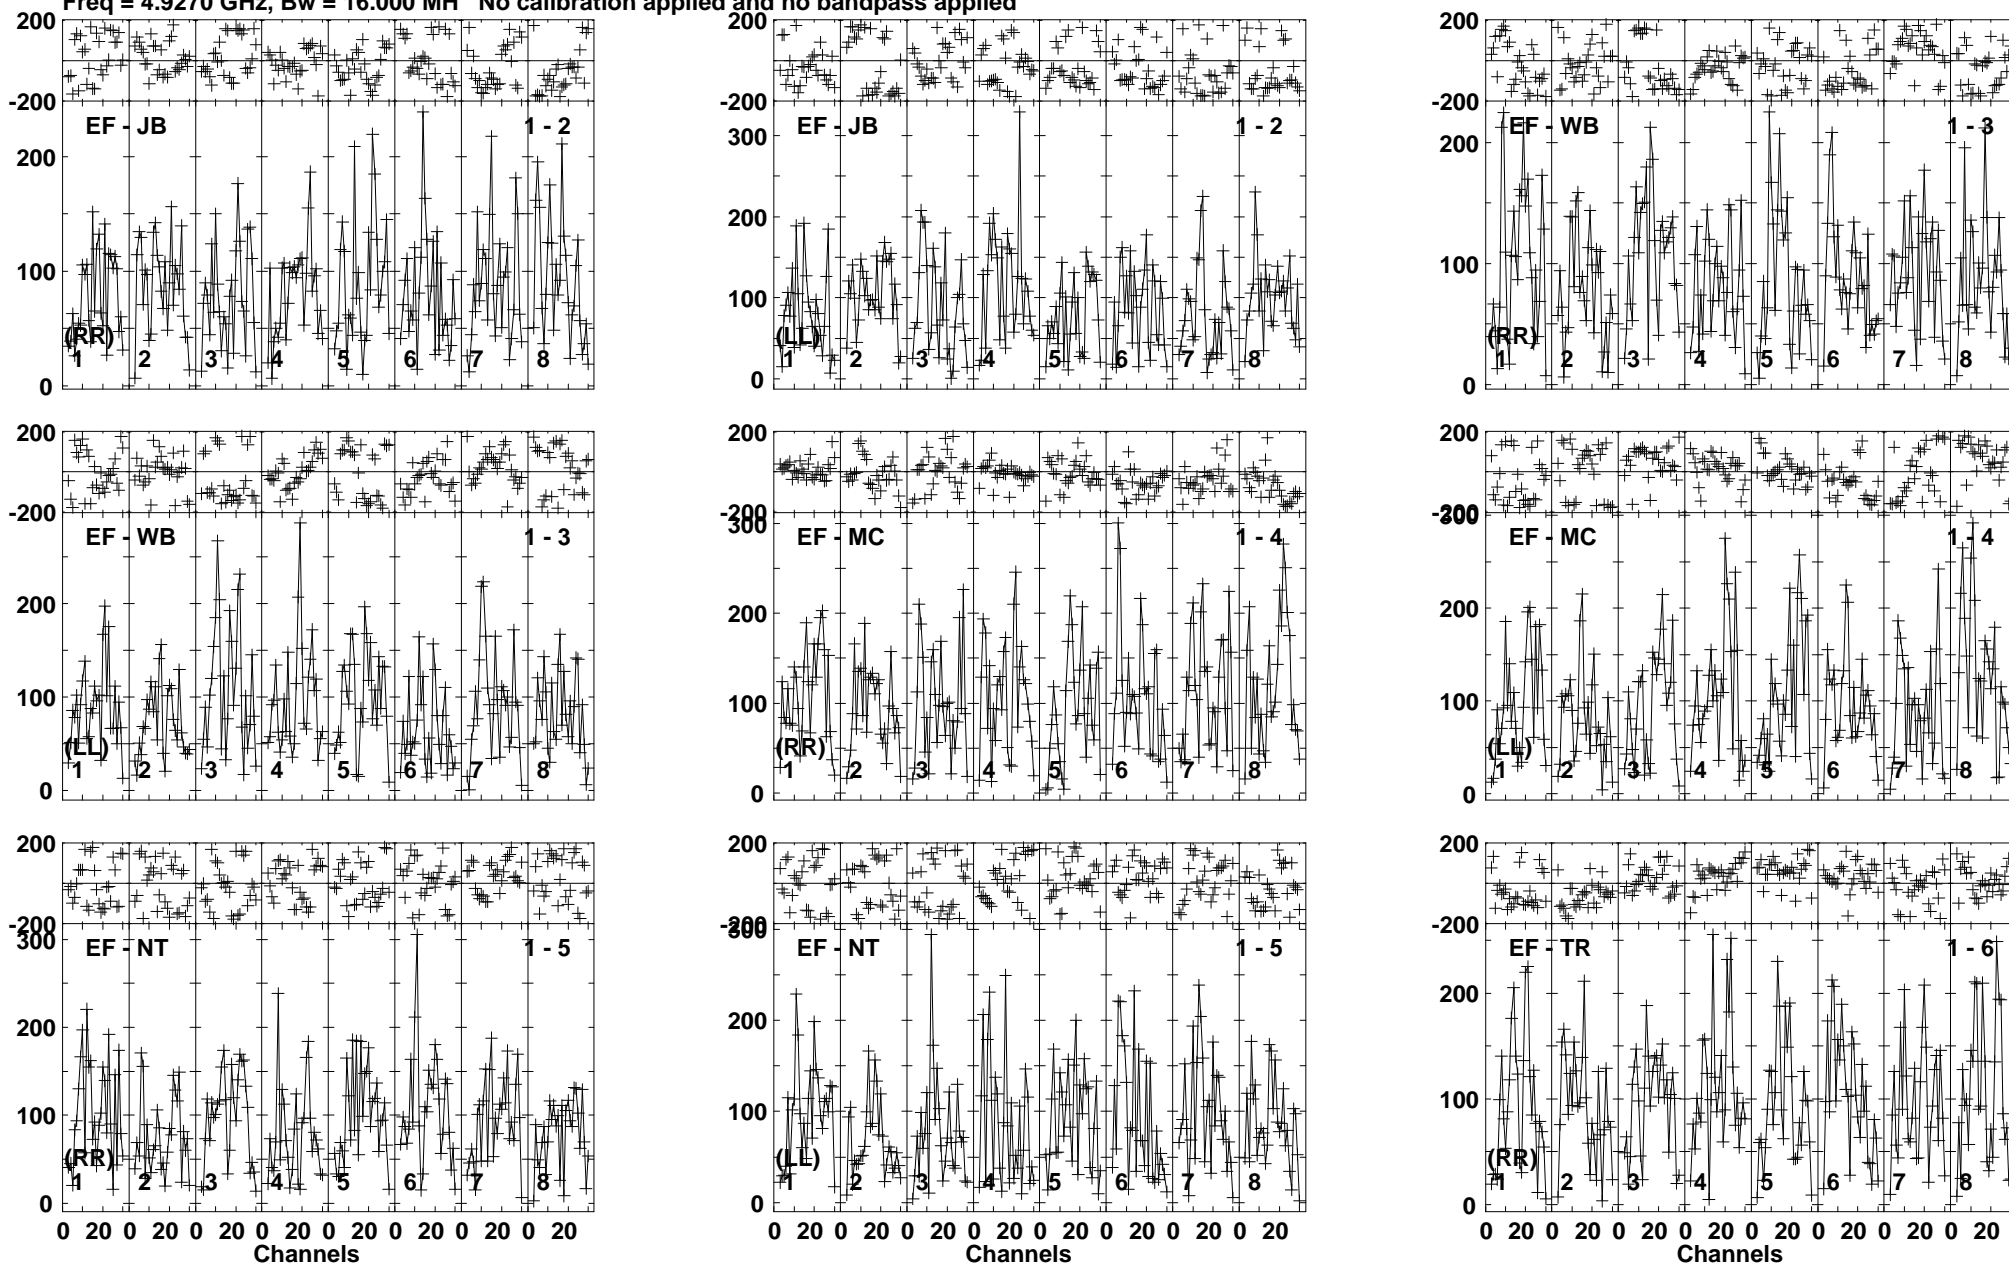 Freq = 4.9270 GHz, Bw = 16.000 MH No calibration applied and no bandpass applied
200 200 200
-200 -200 -200
EF - JB 1 - 2 EF - JB 1 - 2 EF - WB 1 - 3
300
200 200 200
100 100 100
(RR) (LL) (RR)
1 2 3 4 5 6 7 8 1 2 3 4 5 6 7 8 1 2 3 4 5 6 7 8
0 0 0
200 200 200
-200 -200 -200
300 300
EF - WB 1 - 3 EF - MC 1 - 4 EF - MC 1 - 4
200 200 200
100 100 100
(LL) (RR) (LL)
1 2 3 4 5 6 7 8 1 2 3 4 5 6 7 8 1 2 3 4 5 6 7 8
0 0 0
200 200 200
-200 -200 -200
300 300
EF - NT 1 - 5 EF - NT 1 - 5 EF - TR 1 - 6
200 200 200
100 100 100
(RR) (LL) (RR)
1 2 3 4 5 6 7 8 1 2 3 4 5 6 7 8 1 2 3 4 5 6 7 8
0 0 0
0 20 0 20 0 20 0 20 0 20 0 20 0 20 0 20 0 20 0 20 0 20 0 20 0 20 0 20 0 20 0 20 0 20 0 20 0 20 0 20 0 20 0 20 0 20 0 20
Channels Channels Channels